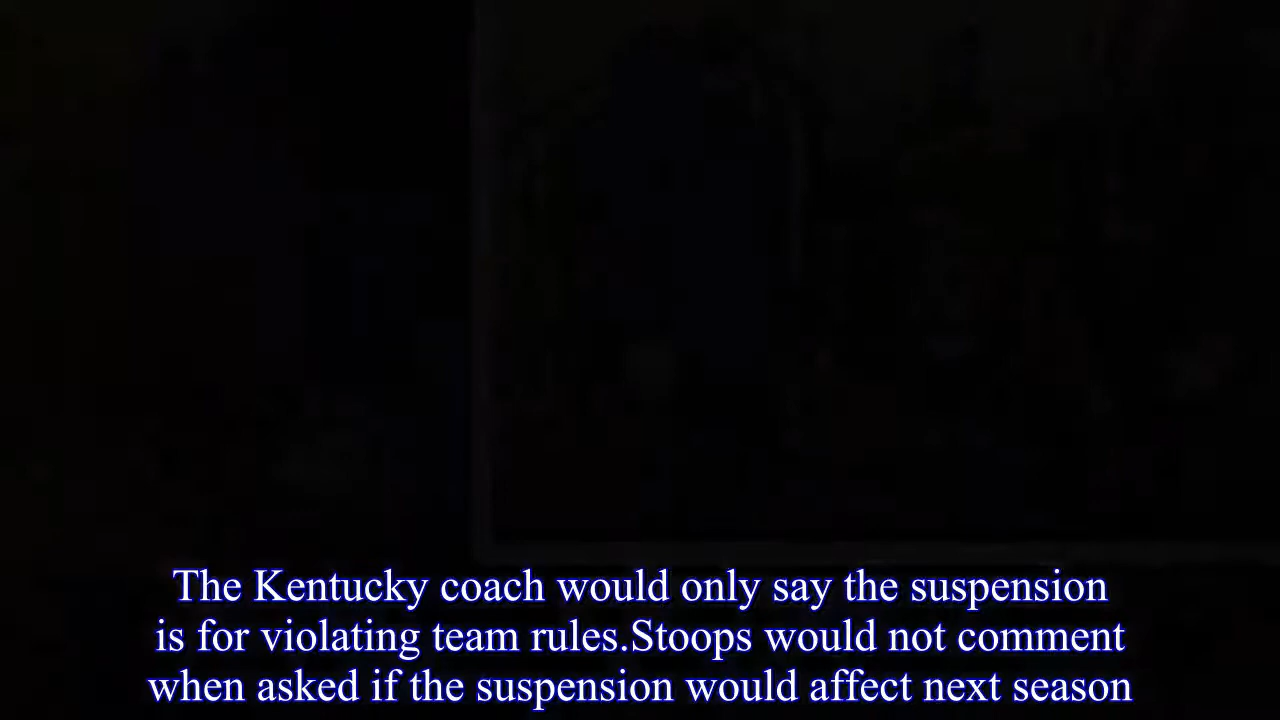 The Kentucky coach would only say the suspension
is for violating team rules.Stoops would not comment
when asked if the suspension would affect next season